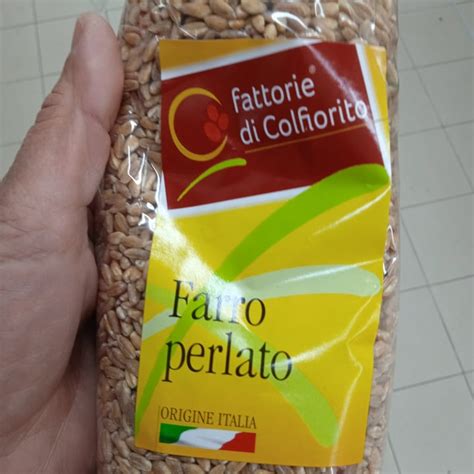 fattorie®
di Colfiorito
Farro
perlato
ORIGINE ITALIA